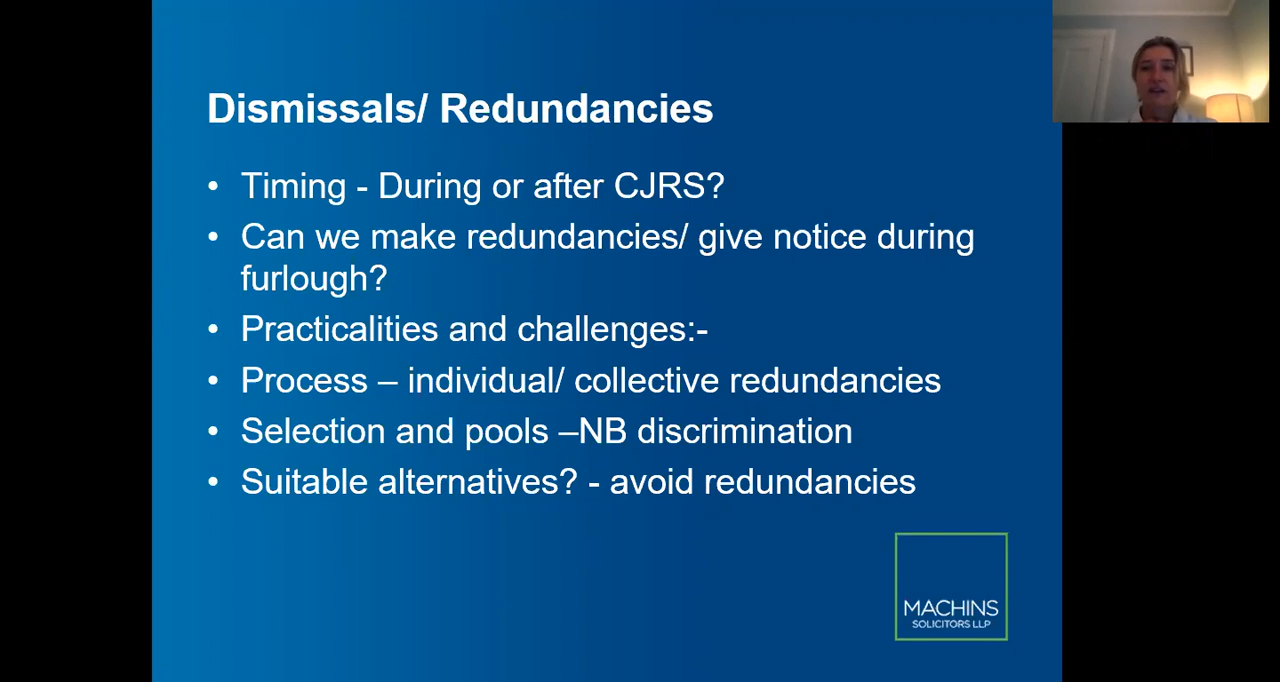 Dismissals/ Redundancies
• Timing - During or after CJRS?
• Can we make redundancies/ give notice during
furlough?
• Practicalities and challenges:-
• Process – individual/ collective redundancies
• Selection and pools –NB discrimination
• Suitable alternatives? - avoid redundancies
MACHINS
SOLICITORS LLP